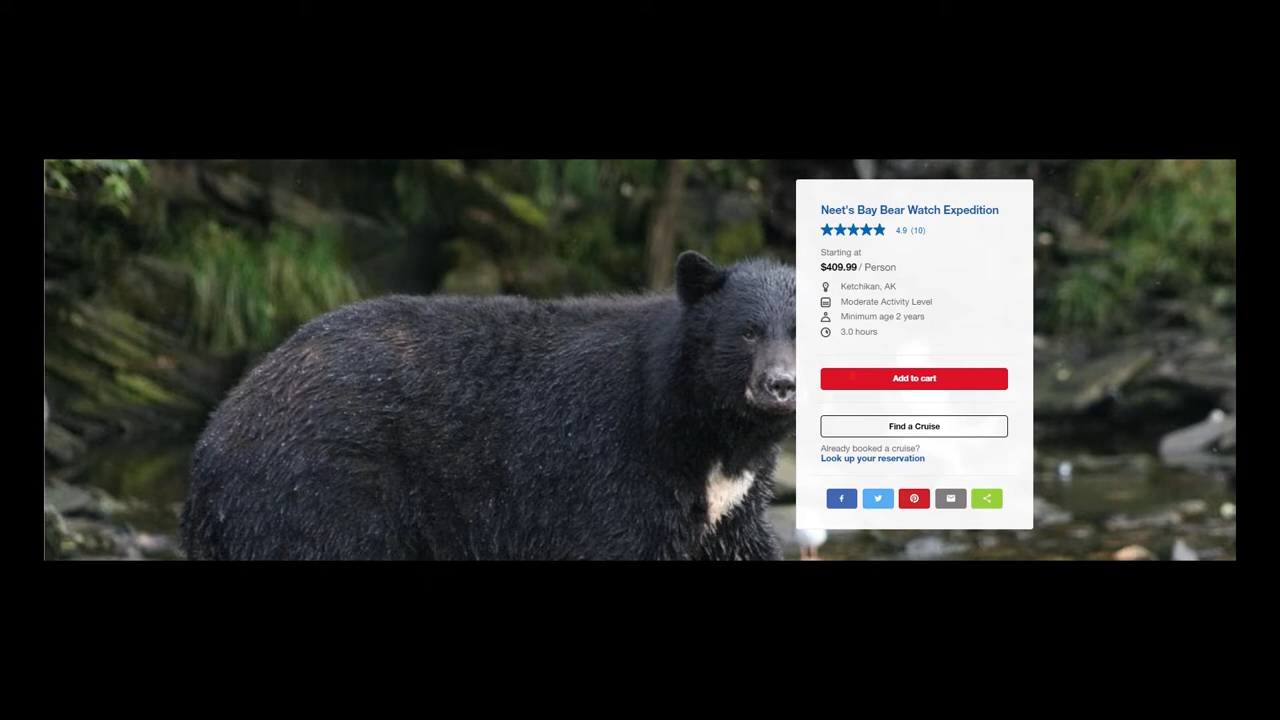 Neet's Bay Bear Watch Expedition
4.9 (10)
Starting at
$409.99 / Person
Ketchikan, AK
Moderate Activity Level
Minimum age 2 years
3.0 hours
Add to cart
Find a Cruise
Already booked a cruise?
Look up your reservation